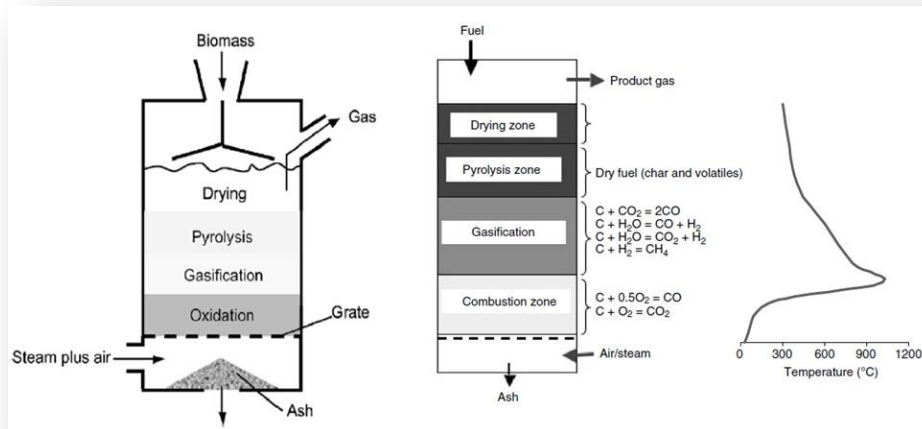 Biomass
Gas
Drying
Pyrolysis
Gasification
Oxidation
Grate
Steam plus air
Ash
Fuel
Product gas
Drying zone
Pyrolysis zone
Dry fuel (char and volatiles)
Gasification
C + CO₂ = 2CO
C + H₂O = CO + H₂
C + H₂O = CO₂ + H₂
C + H₂ = CH₄
Combustion zone
C + 0.5O₂ = CO
C + O₂ = CO₂
Air/steam
Ash
0 300 600 900 1200
Temperature (°C)